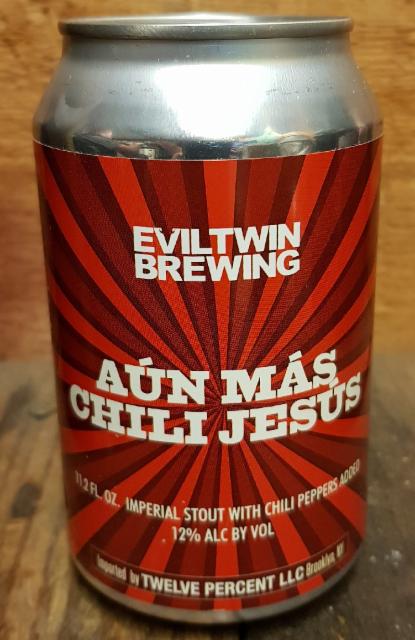 EVILTWIN
BREWING
AÚN MÁS
CHILI JESÚS
11.2 FL. OZ. IMPERIAL STOUT WITH CHILI PEPPERS ADDED
12% ALC BY VOL
Imported by TWELVE PERCENT LLC Brooklyn, NY